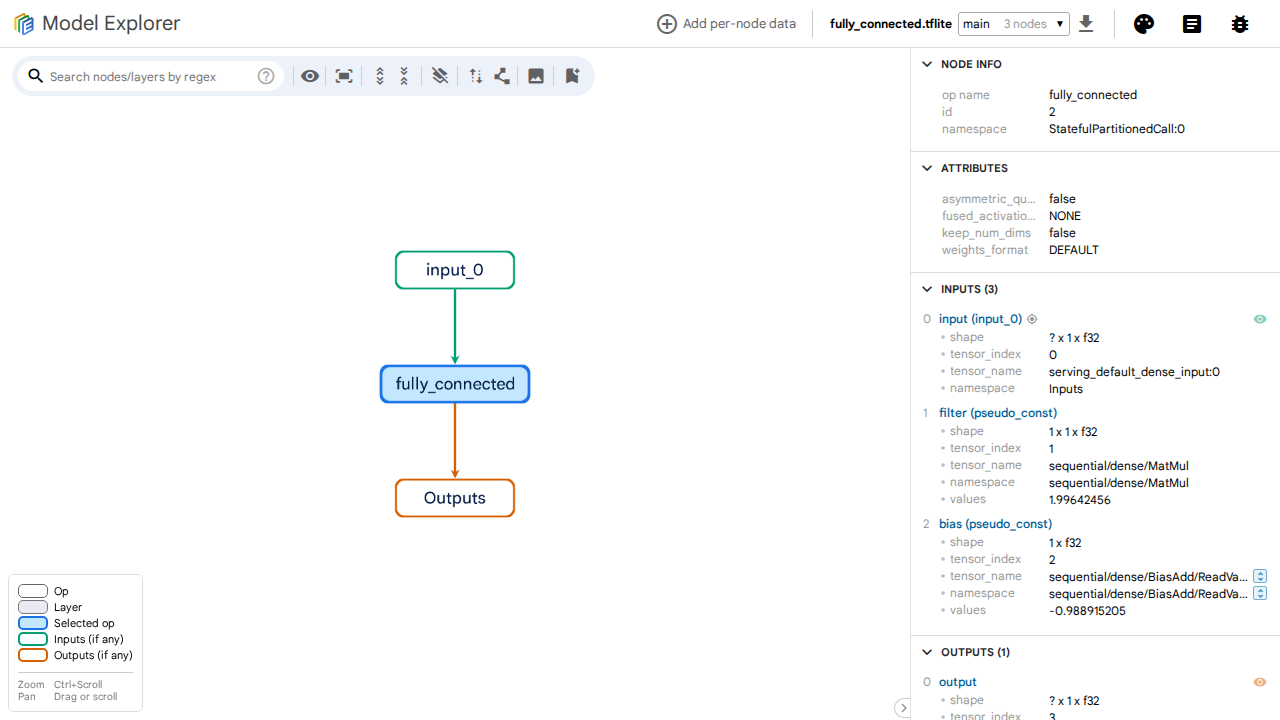 Model Explorer
Add per-node data
fully_connected.tflite
main 3 nodes
Search nodes/layers by regex
input_0
fully_connected
Outputs
Op
Layer
Selected op
Inputs (if any)
Outputs (if any)
Zoom Ctrl+Scroll
Pan Drag or scroll
NODE INFO
op name fully_connected
id 2
namespace StatefulPartitionedCall:0
ATTRIBUTES
asymmetric_qu... false
fused_activatio... NONE
keep_num_dims false
weights_format DEFAULT
INPUTS (3)
0 input (input_0)
• shape ? x 1 x f32
• tensor_index 0
• tensor_name serving_default_dense_input:0
• namespace Inputs
1 filter (pseudo_const)
• shape 1 x 1 x f32
• tensor_index 1
• tensor_name sequential/dense/MatMul
• namespace sequential/dense/MatMul
• values 1.99642456
2 bias (pseudo_const)
• shape 1 x f32
• tensor_index 2
• tensor_name sequential/dense/BiasAdd/ReadVa...
• namespace sequential/dense/BiasAdd/ReadVa...
• values -0.988915205
OUTPUTS (1)
0 output
• shape ? x 1 x f32
• tensor_index 3